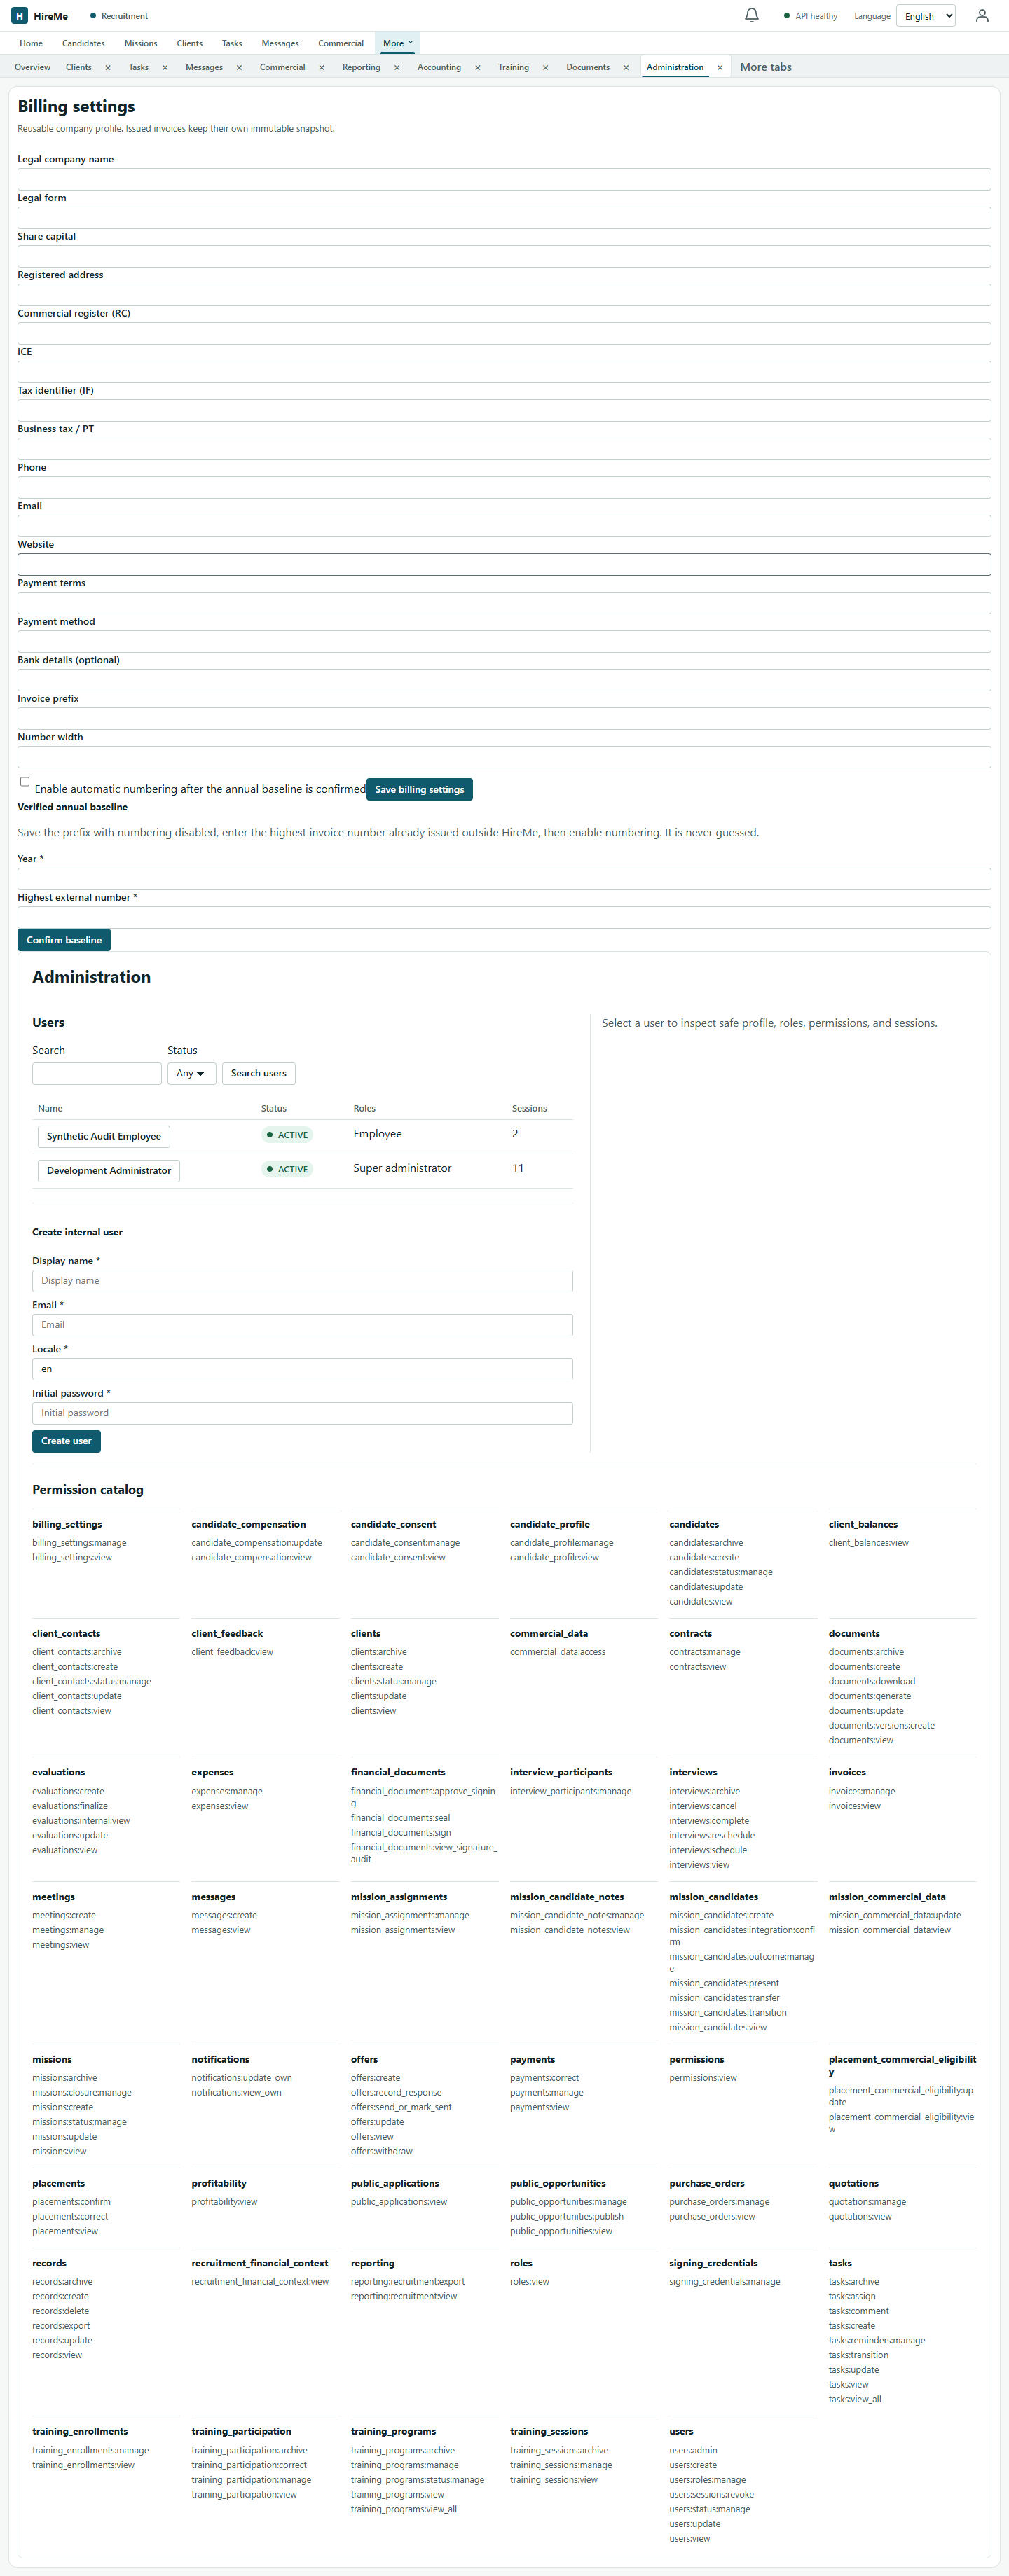 H HireMe Recruitment API healthy Language English
Home Candidates Missions Clients Tasks Messages Commercial More
Overview Clients × Tasks × Messages × Commercial × Reporting × Accounting × Training × Documents × Administration × More tabs
Billing settings
Reusable company profile. Issued invoices keep their own immutable snapshot.
Legal company name
Legal form
Share capital
Registered address
Commercial register (RC)
ICE
Tax identifier (IF)
Business tax / PT
Phone
Email
Website
Payment terms
Payment method
Bank details (optional)
Invoice prefix
Number width
Enable automatic numbering after the annual baseline is confirmed Save billing settings
Verified annual baseline
Save the prefix with numbering disabled, enter the highest invoice number already issued outside HireMe, then enable numbering. It is never guessed.
Year *
Highest external number *
Confirm baseline
Administration
Users
Select a user to inspect safe profile, roles, permissions, and sessions.
Search Status
Any Search users
Name Status Roles Sessions
Synthetic Audit Employee ACTIVE Employee 2
Development Administrator ACTIVE Super administrator 11
Create internal user
Display name *
Display name
Email *
Email
Locale *
en
Initial password *
Initial password
Create user
Permission catalog
billing_settings
billing_settings:manage
billing_settings:view
candidate_compensation
candidate_compensation:update
candidate_compensation:view
candidate_consent
candidate_consent:manage
candidate_consent:view
candidate_profile
candidate_profile:manage
candidate_profile:view
candidates
candidates:archive
candidates:create
candidates:status:manage
candidates:update
candidates:view
client_balances
client_balances:view
client_contacts
client_contacts:archive
client_contacts:create
client_contacts:status:manage
client_contacts:update
client_contacts:view
client_feedback
client_feedback:view
clients
clients:archive
clients:create
clients:status:manage
clients:update
clients:view
commercial_data
commercial_data:access
contracts
contracts:manage
contracts:view
documents
documents:archive
documents:create
documents:download
documents:generate
documents:update
documents:versions:create
documents:view
evaluations
evaluations:create
evaluations:finalize
evaluations:internal:view
evaluations:update
evaluations:view
expenses
expenses:manage
expenses:view
financial_documents
financial_documents:approve_signin
g
financial_documents:seal
financial_documents:sign
financial_documents:view_signature_
audit
interview_participants
interview_participants:manage
interviews
interviews:archive
interviews:cancel
interviews:complete
interviews:reschedule
interviews:schedule
interviews:view
invoices
invoices:manage
invoices:view
meetings
meetings:create
meetings:manage
meetings:view
messages
messages:create
messages:view
mission_assignments
mission_assignments:manage
mission_assignments:view
mission_candidate_notes
mission_candidate_notes:manage
mission_candidate_notes:view
mission_candidates
mission_candidates:create
mission_candidates:integration:confi
rm
mission_candidates:outcome:manag
e
mission_candidates:present
mission_candidates:transfer
mission_candidates:transition
mission_candidates:view
mission_commercial_data
mission_commercial_data:update
mission_commercial_data:view
missions
missions:archive
missions:closure:manage
missions:create
missions:status:manage
missions:update
missions:view
notifications
notifications:update_own
notifications:view_own
offers
offers:create
offers:record_response
offers:send_or_mark_sent
offers:update
offers:view
offers:withdraw
payments
payments:correct
payments:manage
payments:view
permissions
permissions:view
placement_commercial_eligibilit
y
placement_commercial_eligibility:up
date
placement_commercial_eligibility:vie
w
placements
placements:confirm
placements:correct
placements:view
profitability
profitability:view
public_applications
public_applications:view
public_opportunities
public_opportunities:manage
public_opportunities:publish
public_opportunities:view
purchase_orders
purchase_orders:manage
purchase_orders:view
quotations
quotations:manage
quotations:view
records
records:archive
records:create
records:delete
records:export
records:update
records:view
recruitment_financial_context
recruitment_financial_context:view
reporting
reporting:recruitment:export
reporting:recruitment:view
roles
roles:view
signing_credentials
signing_credentials:manage
tasks
tasks:archive
tasks:assign
tasks:comment
tasks:create
tasks:reminders:manage
tasks:transition
tasks:update
tasks:view
tasks:view_all
training_enrollments
training_enrollments:manage
training_enrollments:view
training_participation
training_participation:archive
training_participation:correct
training_participation:manage
training_participation:view
training_programs
training_programs:archive
training_programs:manage
training_programs:status:manage
training_programs:view
training_programs:view_all
training_sessions
training_sessions:archive
training_sessions:manage
training_sessions:view
users
users:admin
users:create
users:roles:manage
users:sessions:revoke
users:status:manage
users:update
users:view